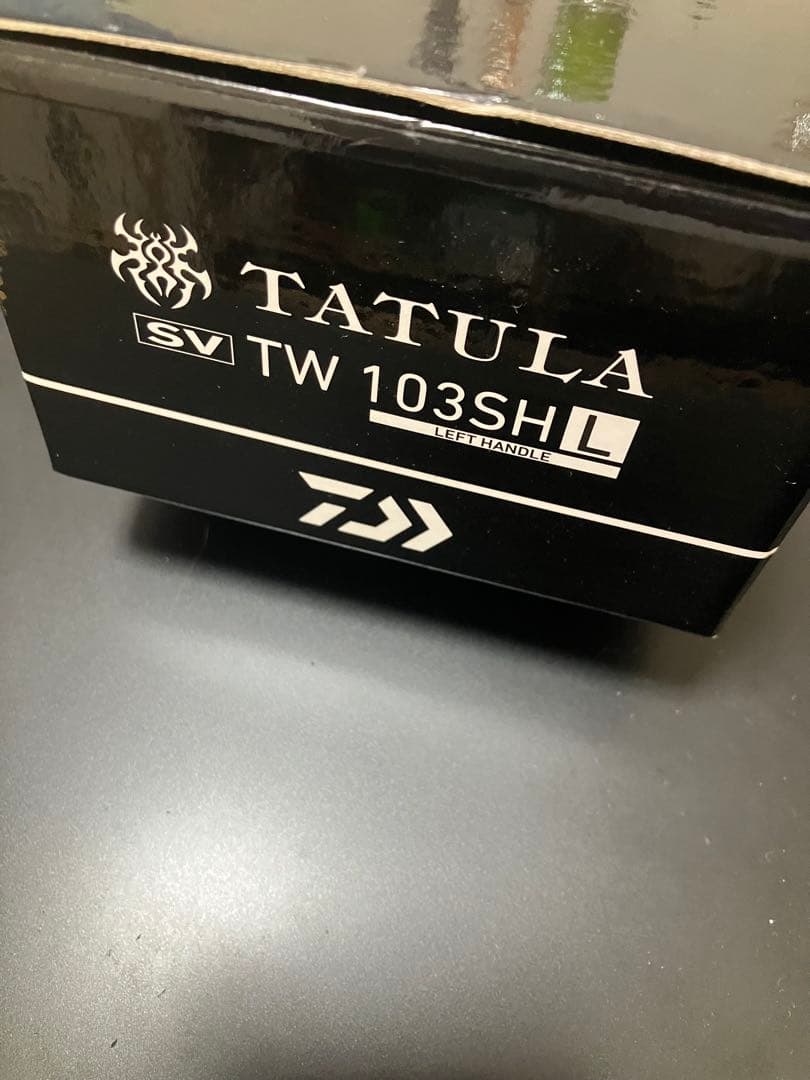 TATULA
SV TW 103SH L
LEFT HANDLE